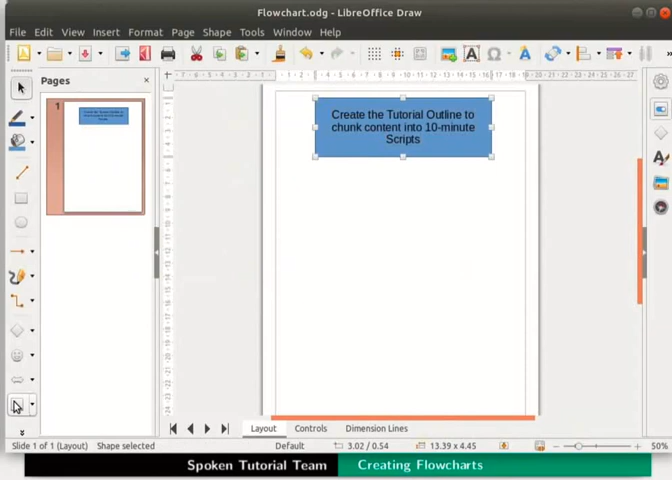 Flowchart.odg - LibreOffice Draw
File Edit View Insert Format Page Shape Tools Window Help
Pages
1
Create the Tutorial Outline to
chunk content into 10-minute
Scripts
Layout Controls Dimension Lines
Slide 1 of 1 (Layout) Shape selected Default 3.02 / 0.54 13.39 x 4.45 50%
Spoken Tutorial Team Creating Flowcharts